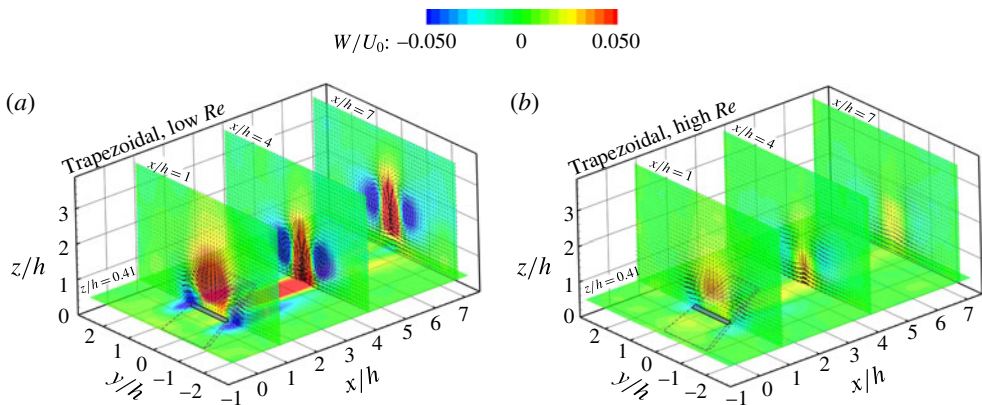 W/U₀: −0.050 0 0.050
(a)
Trapezoidal, low Re
x/h = 1
x/h = 4
x/h = 7
z/h = 0.41
z/h
3
2
1
0
y/h
2
1
0
−1
−2
x/h
−1
0
1
2
3
4
5
6
7
(b)
Trapezoidal, high Re
x/h = 1
x/h = 4
x/h = 7
z/h = 0.41
z/h
3
2
1
0
y/h
2
1
0
−1
−2
x/h
−1
0
1
2
3
4
5
6
7